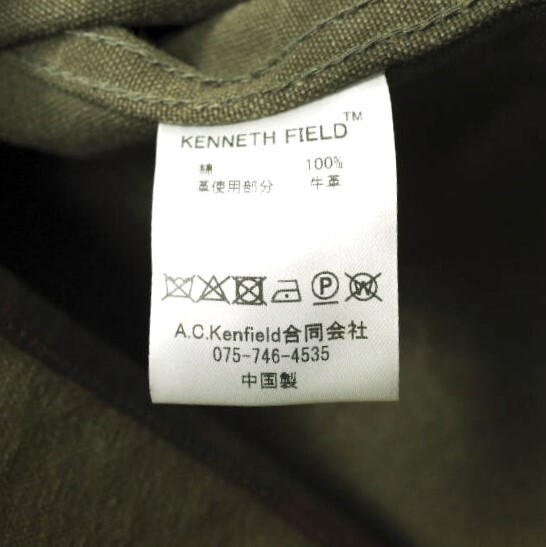 KENNETH FIELD™
綿 100%
革使用部分 牛革
P W
A.C.Kenfield合同会社
075-746-4535
中国製